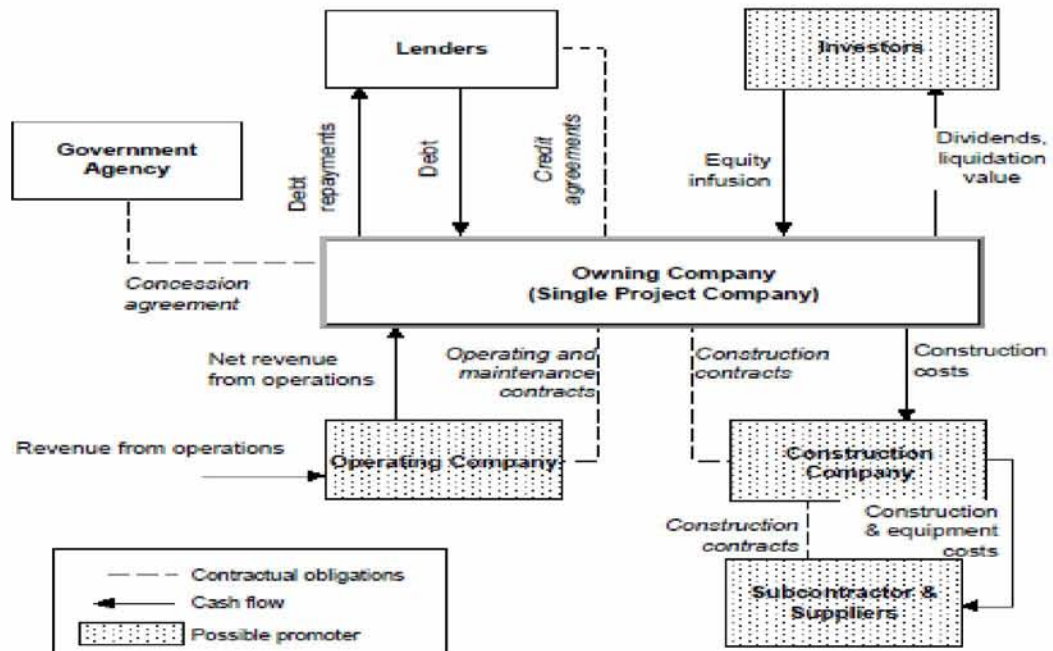 Lenders
Investors
Government
Agency
Debt
repayments
Debt
Credit
agreements
Equity
infusion
Dividends,
liquidation
value
Concession
agreement
Owning Company
(Single Project Company)
Net revenue
from operations
Operating and
maintenance
contracts
Construction
contracts
Construction
costs
Revenue from operations
Operating Company
Construction
Company
Construction
contracts
Construction
& equipment
costs
Subcontractor &
Suppliers
Contractual obligations
Cash flow
Possible promoter